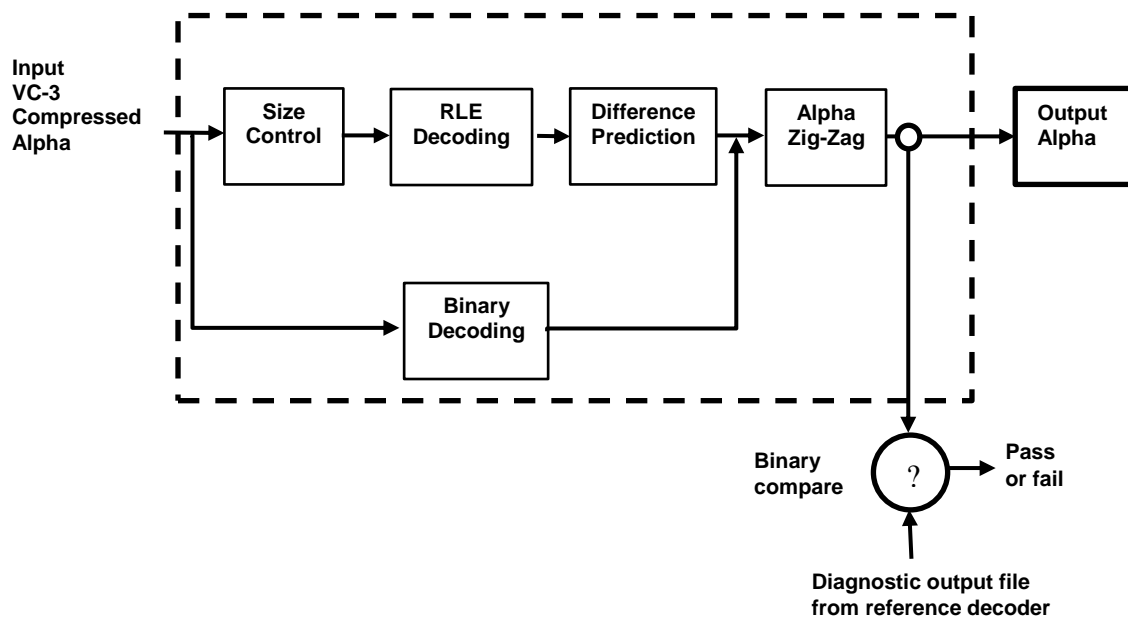 Input
VC-3
Compressed
Alpha
Size
Control
RLE
Decoding
Difference
Prediction
Alpha
Zig-Zag
Output
Alpha
Binary
Decoding
Binary
compare
?
Pass
or fail
Diagnostic output file
from reference decoder